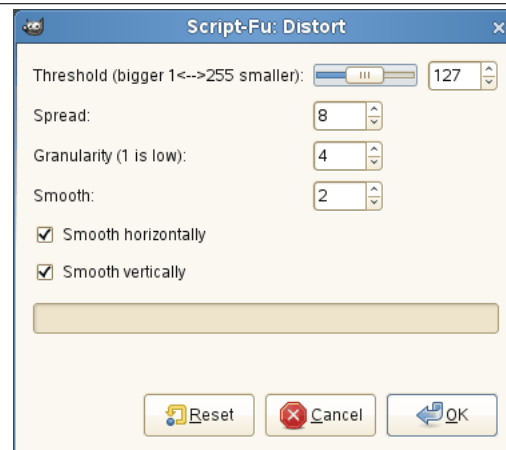 Script-Fu: Distort
Threshold (bigger 1<-->255 smaller): 127
Spread: 8
Granularity (1 is low): 4
Smooth: 2
Smooth horizontally
Smooth vertically
Reset Cancel OK